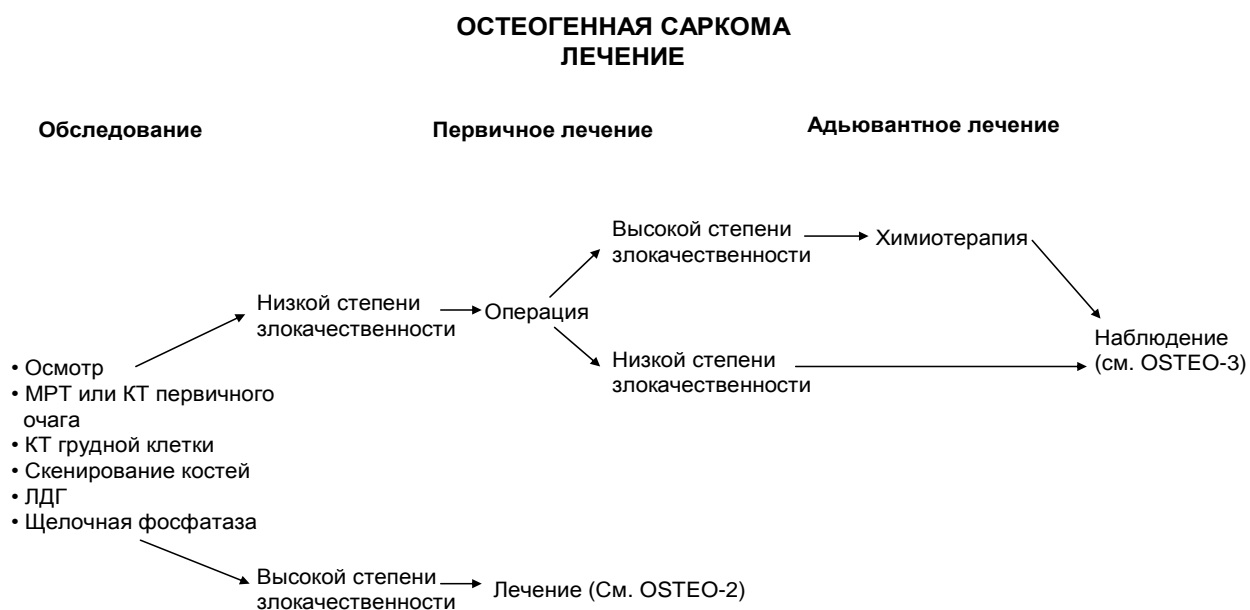 ОСТЕОГЕННАЯ САРКОМА
ЛЕЧЕНИЕ
Обследование
Первичное лечение
Адьювантное лечение
Высокой степени
злокачественности
Химиотерапия
Низкой степени
злокачественности
Операция
Низкой степени
злокачественности
Наблюдение
(см. OSTEO-3)
• Осмотр
• МРТ или КТ первичного
очага
• КТ грудной клетки
• Скенирование костей
• ЛДГ
• Щелочная фосфатаза
Высокой степени
злокачественности
Лечение (См. OSTEO-2)